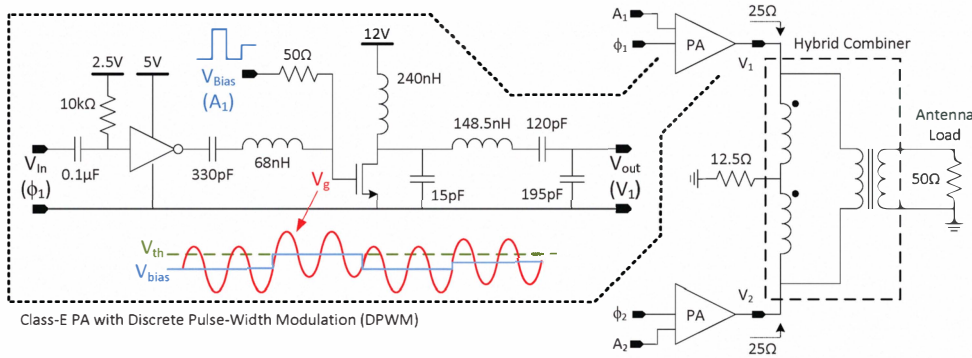 12V
2.5V
5V
50Ω
V_Bias
(A₁)
10kΩ
240nH
148.5nH
120pF
V_In
(ϕ₁)
0.1µF
330pF
68nH
15pF
195pF
V_out
(V₁)
V_g
V_th
V_bias
Class-E PA with Discrete Pulse-Width Modulation (DPWM)
A₁
ϕ₁
PA
25Ω
V₁
Hybrid Combiner
12.5Ω
Antenna
Load
50Ω
ϕ₂
A₂
PA
V₂
25Ω